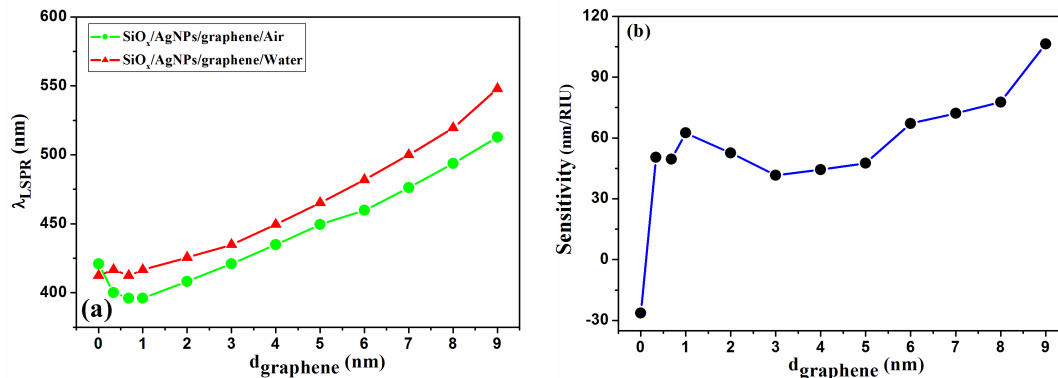 600
550
500
450
400
λLSPR (nm)
SiOx/AgNPs/graphene/Air
SiOx/AgNPs/graphene/Water
(a)
0 1 2 3 4 5 6 7 8 9
dgraphene (nm)
120
90
60
30
0
-30
Sensitivity (nm/RIU)
(b)
0 1 2 3 4 5 6 7 8 9
dgraphene (nm)